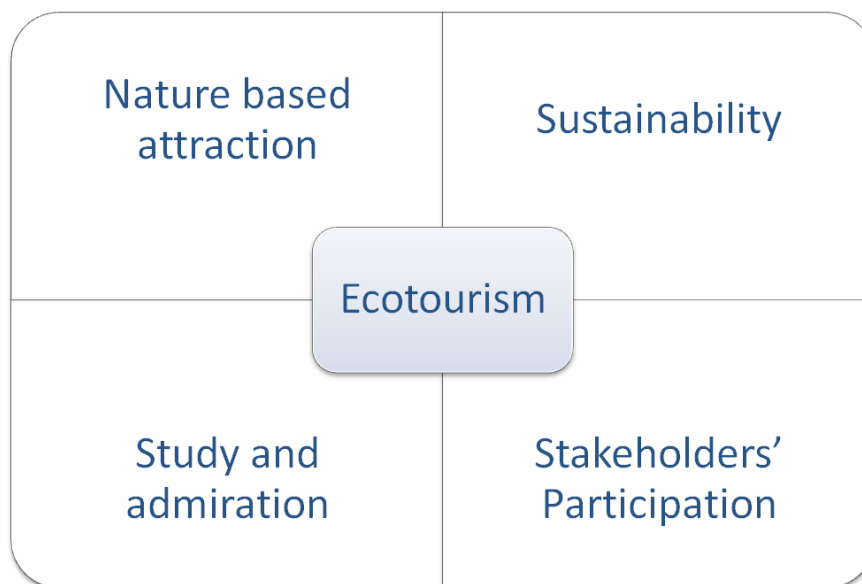 Nature based
attraction
Sustainability
Ecotourism
Study and
admiration
Stakeholders’
Participation